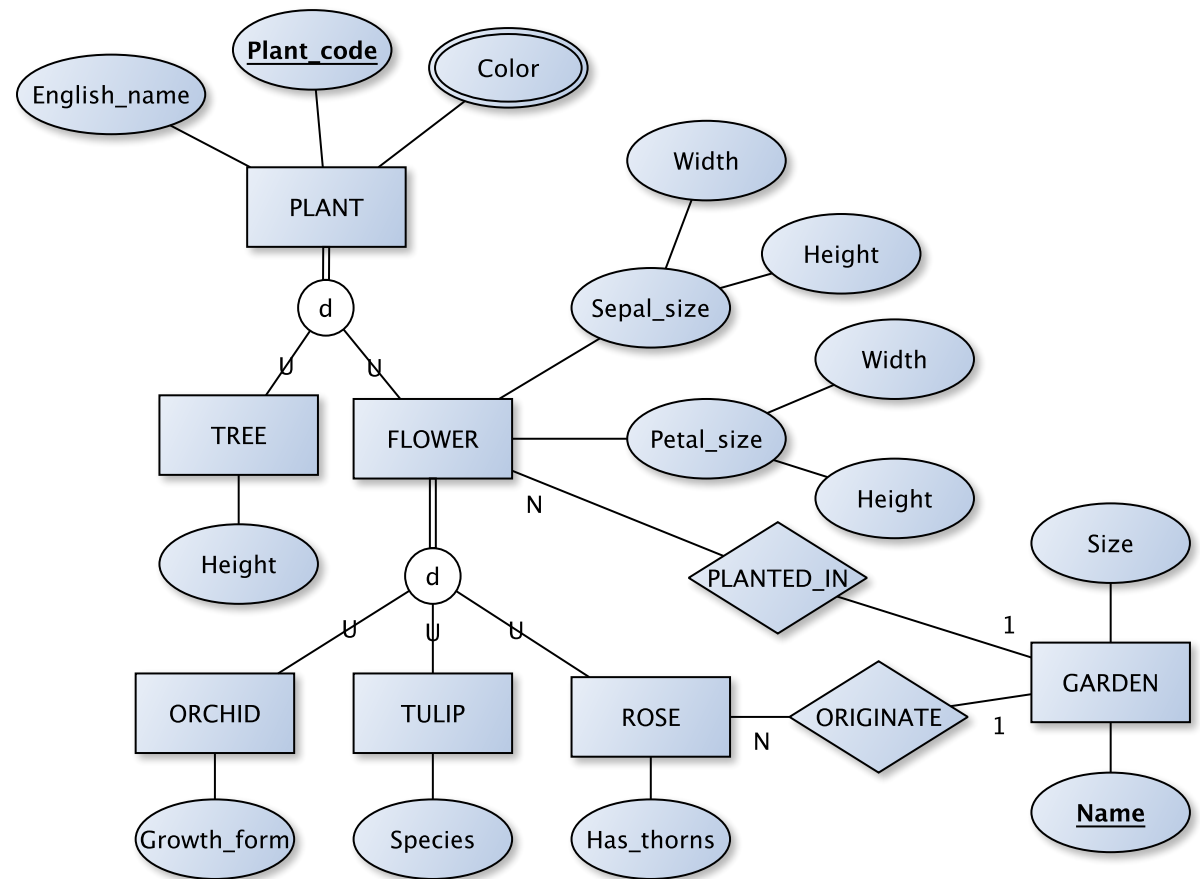 Plant_code
Color
English_name
Width
PLANT
Height
d
Sepal_size
Width
U
U
TREE
FLOWER
Petal_size
Height
N
Size
Height
d
PLANTED_IN
1
U
U
U
GARDEN
ORCHID
TULIP
ROSE
ORIGINATE
N
1
Name
Growth_form
Species
Has_thorns